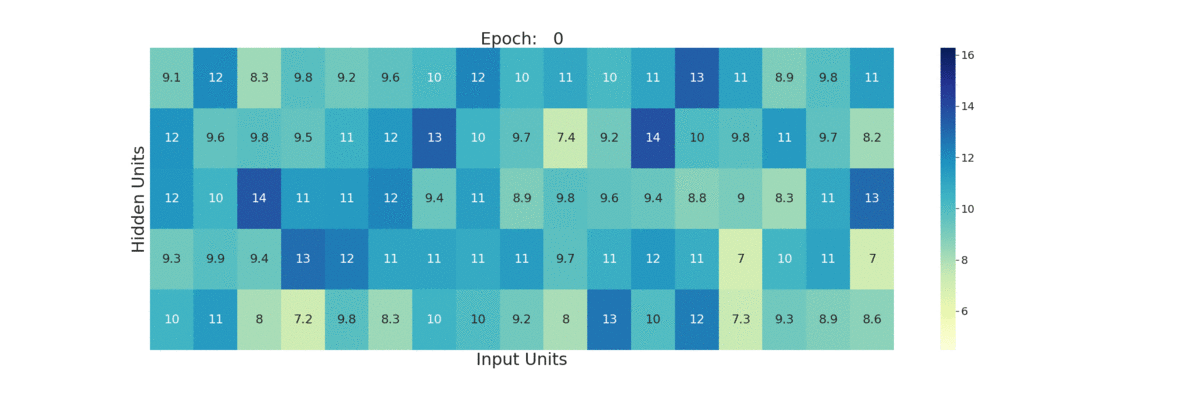 Epoch: 0
9.1 12 8.3 9.8 9.2 9.6 10 12 10 11 10 11 13 11 8.9 9.8 11
12 9.6 9.8 9.5 11 12 13 10 9.7 7.4 9.2 14 10 9.8 11 9.7 8.2
12 10 14 11 11 12 9.4 11 8.9 9.8 9.6 9.4 8.8 9 8.3 11 13
9.3 9.9 9.4 13 12 11 11 11 11 9.7 11 12 11 7 10 11 7
10 11 8 7.2 9.8 8.3 10 10 9.2 8 13 10 12 7.3 9.3 8.9 8.6
Hidden Units
Input Units
16
14
12
10
8
6